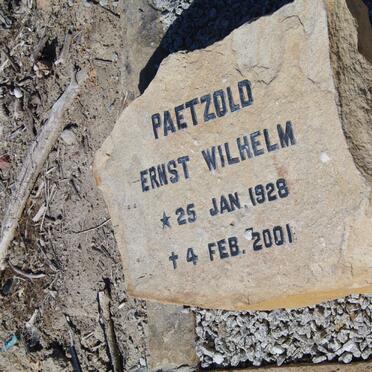 PAETZOLD
ERNST WILHELM
★ 25 JAN. 1928
† 4 FEB. 2001